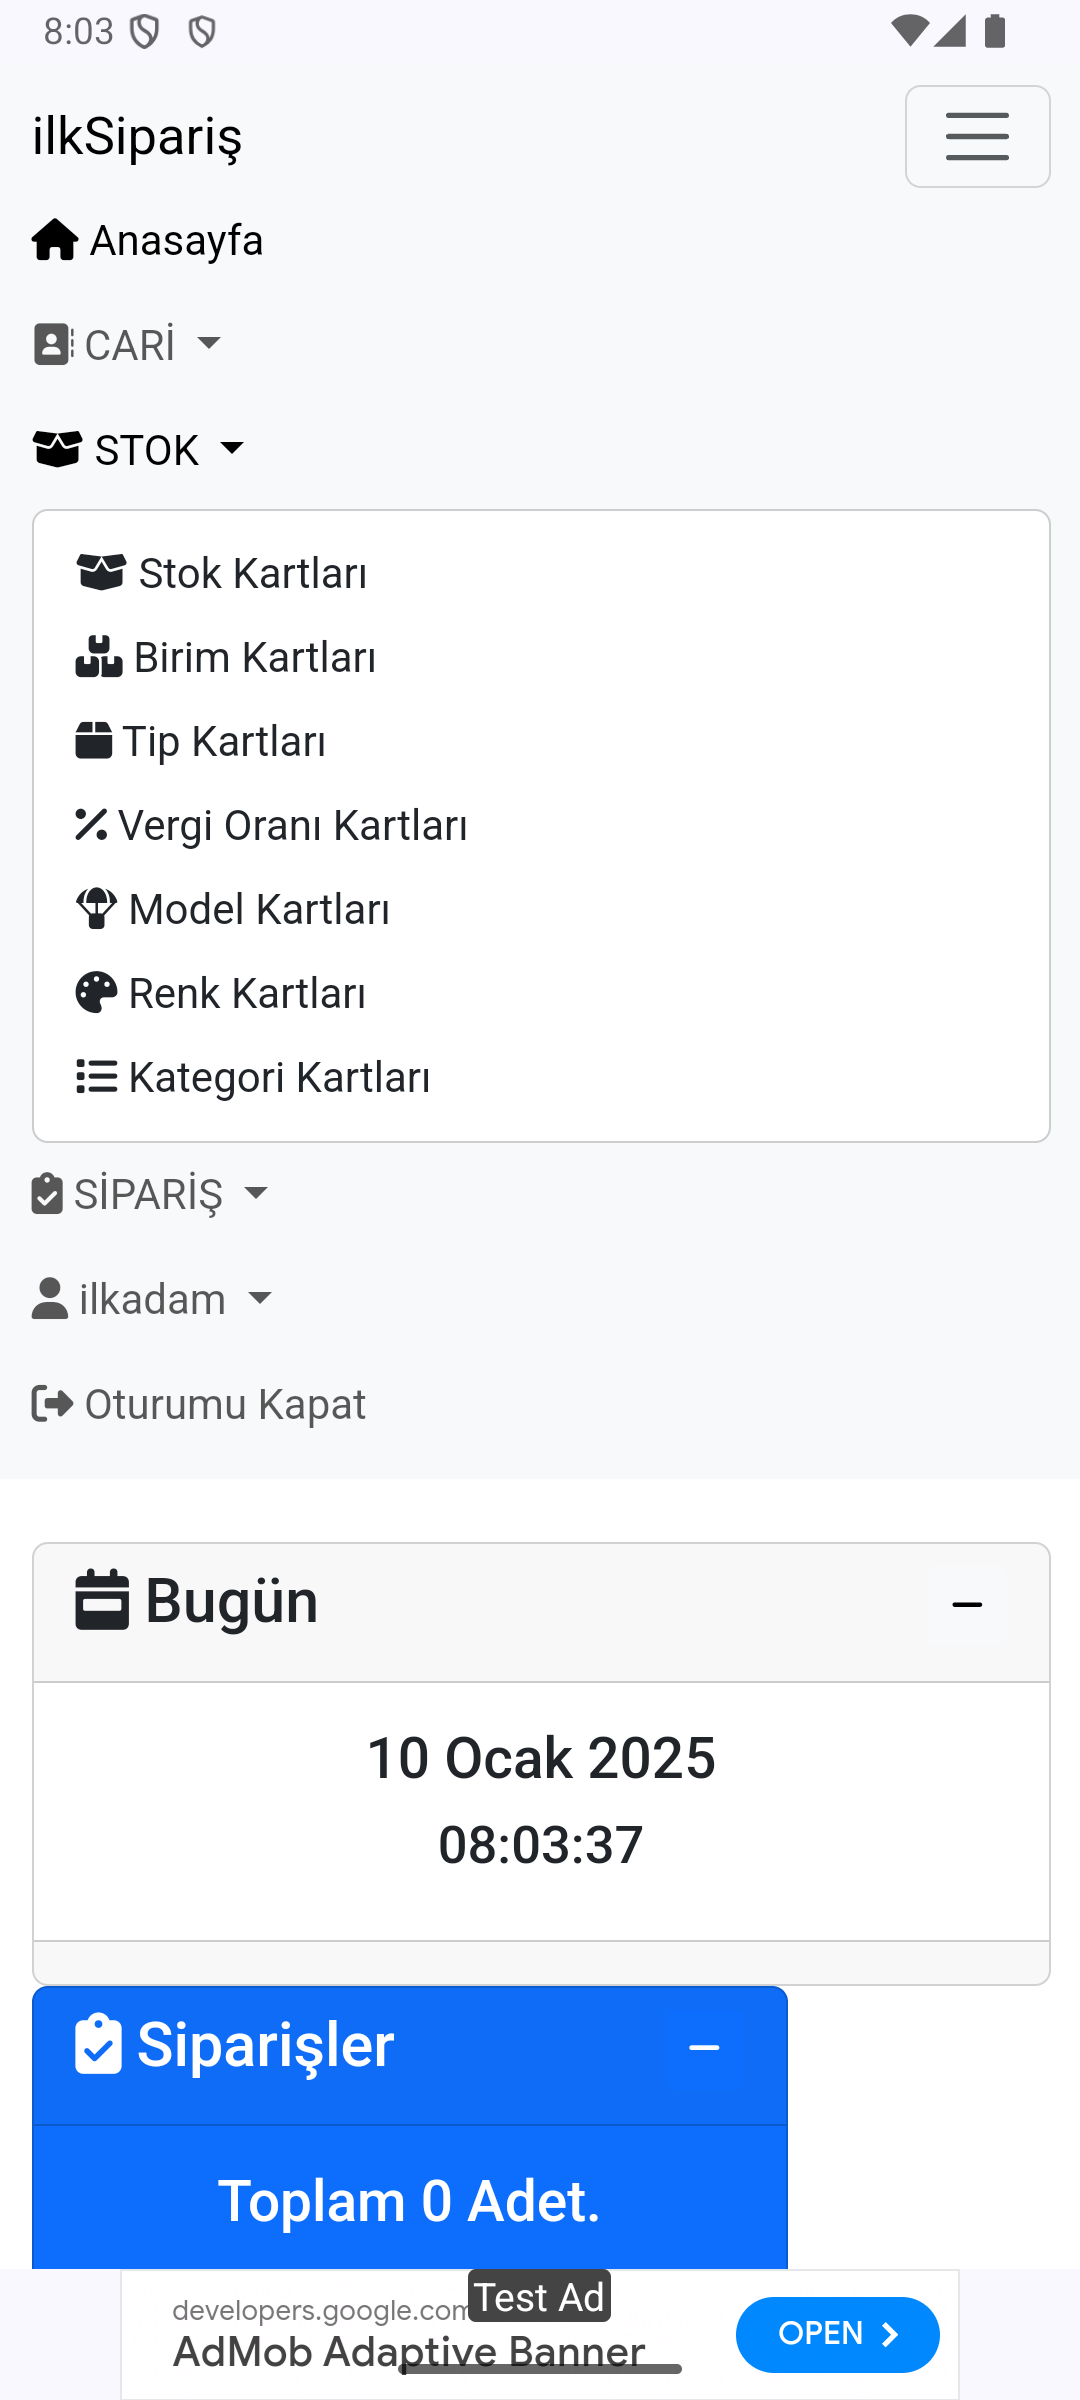 8:03
ilkSipariş
Anasayfa
CARİ
STOK
Stok Kartları
Birim Kartları
Tip Kartları
Vergi Oranı Kartları
Model Kartları
Renk Kartları
Kategori Kartları
SİPARİŞ
ilkadam
Oturumu Kapat
Bugün
10 Ocak 2025
08:03:37
Siparişler
Toplam 0 Adet.
Test Ad
developers.google.com
AdMob Adaptive Banner
OPEN